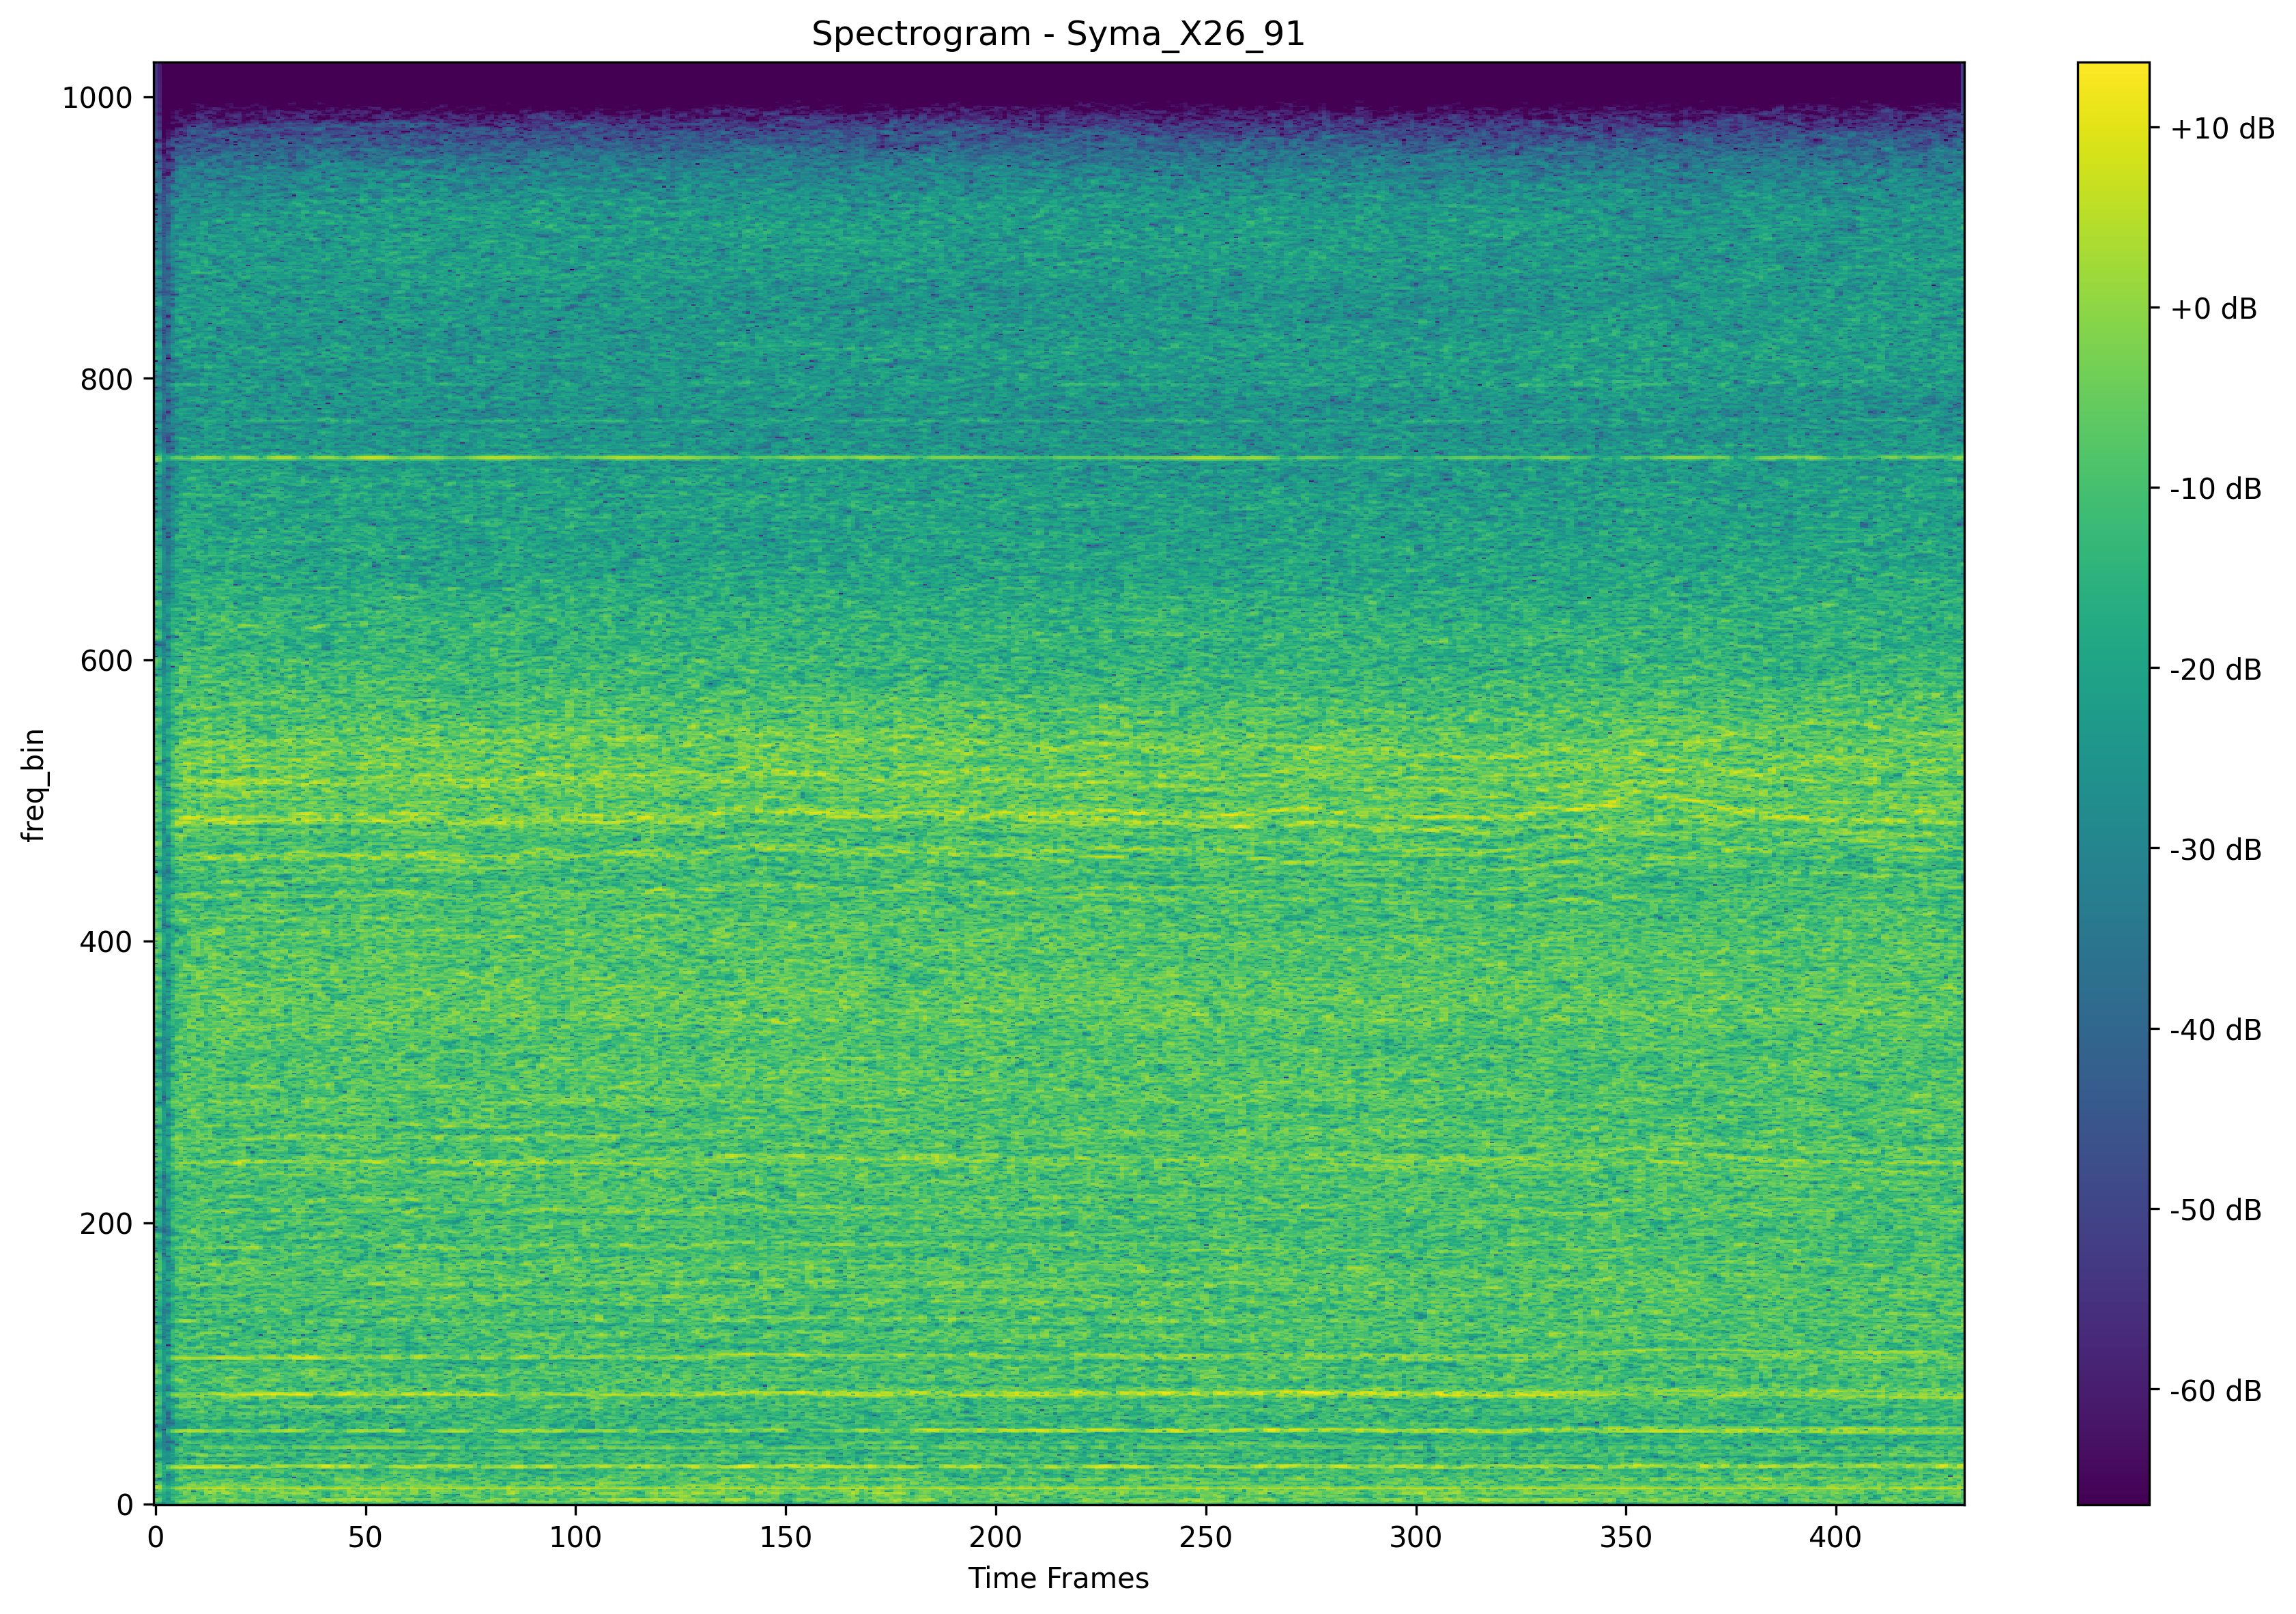 Spectrogram - Syma_X26_91
1000
800
600
400
200
0
freq_bin
0 50 100 150 200 250 300 350 400
Time Frames
+10 dB
+0 dB
-10 dB
-20 dB
-30 dB
-40 dB
-50 dB
-60 dB